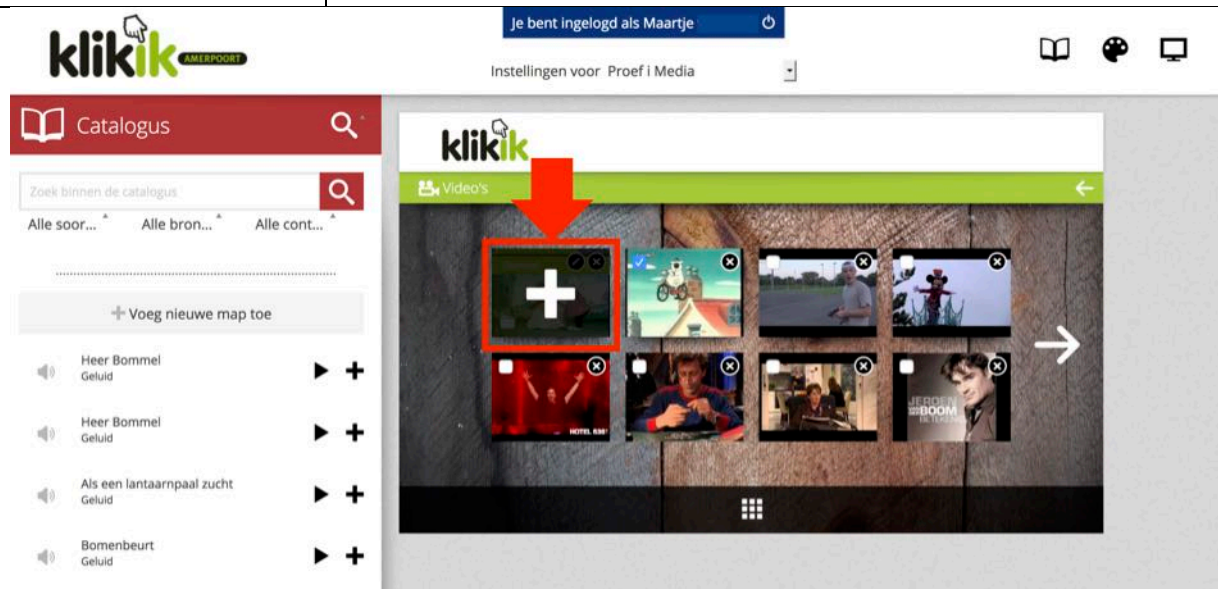 klikik AMERPOORT
Je bent ingelogd als Maartje
Instellingen voor Proef i Media
Catalogus
Zoek binnen de catalogus
Alle soor...
Alle bron...
Alle cont...
Voeg nieuwe map toe
Heer Bommel
Geluid
Heer Bommel
Geluid
Als een lantaarnpaal zucht
Geluid
Bomenbeurt
Geluid
klikik
Video's
HOTEL 538
JEROEN
BOOM